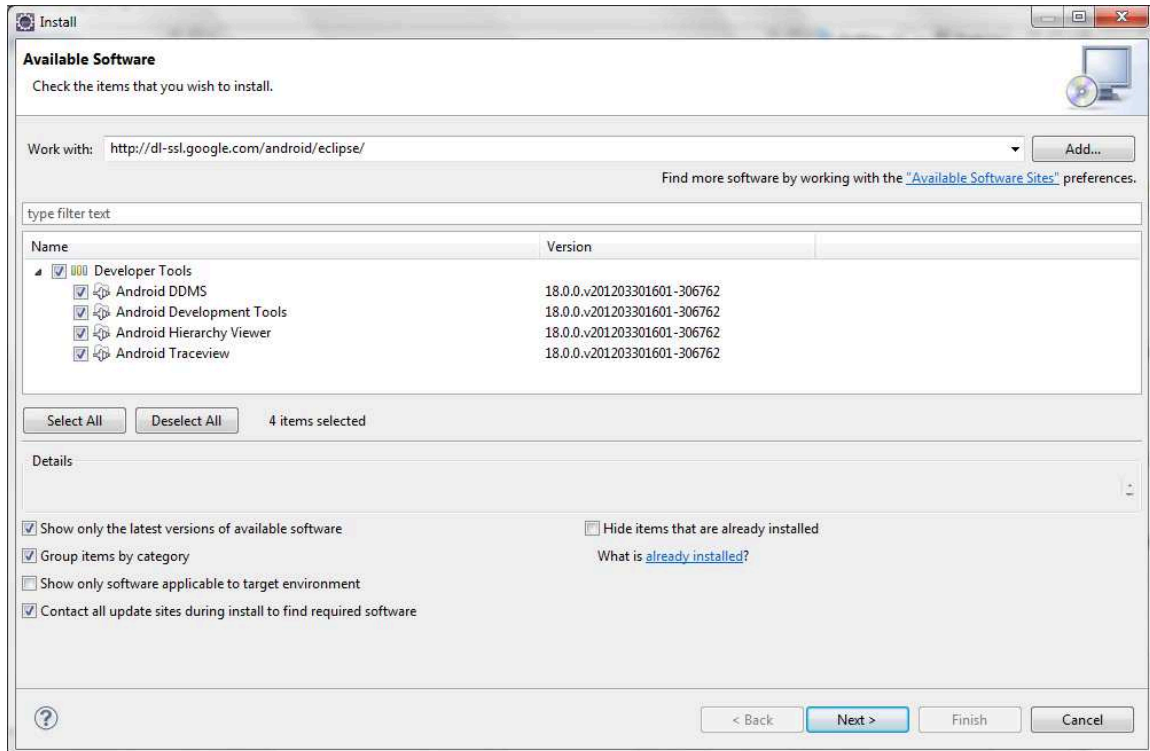 Install
Available Software
Check the items that you wish to install.
Work with: http://dl-ssl.google.com/android/eclipse/ Add...
Find more software by working with the "Available Software Sites" preferences.
type filter text
Name Version
Developer Tools
Android DDMS 18.0.0.v201203301601-306762
Android Development Tools 18.0.0.v201203301601-306762
Android Hierarchy Viewer 18.0.0.v201203301601-306762
Android Traceview 18.0.0.v201203301601-306762
Select All Deselect All 4 items selected
Details
Show only the latest versions of available software Hide items that are already installed
Group items by category What is already installed?
Show only software applicable to target environment
Contact all update sites during install to find required software
? < Back Next > Finish Cancel